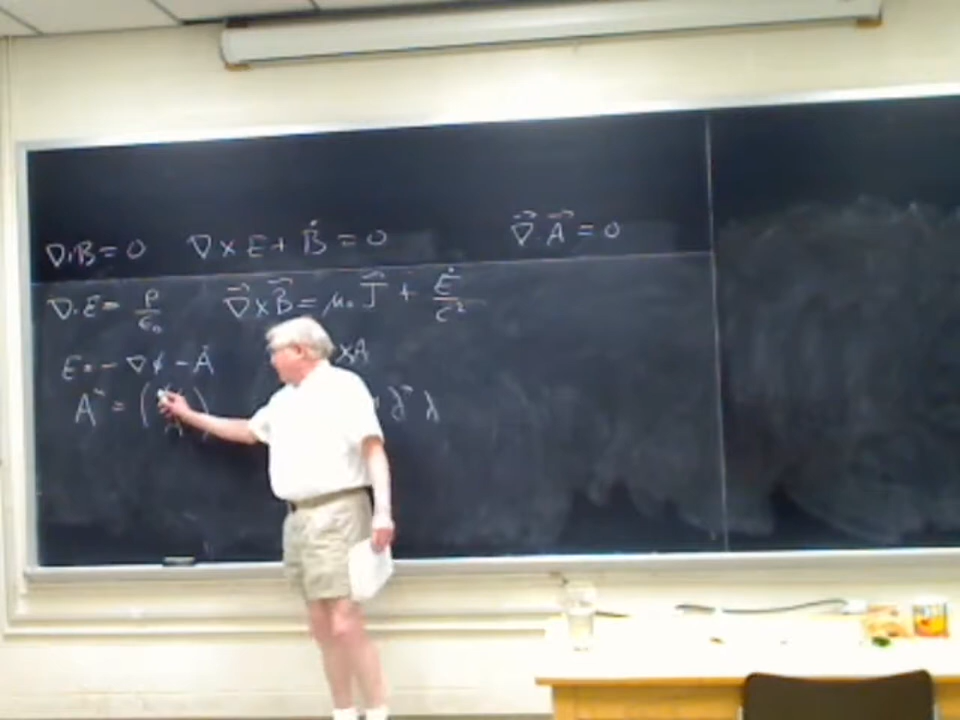 ∇·B = 0 ∇ × E + Ḃ = 0 ∇⃗·A⃗ = 0
∇·E = ρ/ε₀ ∇⃗ × B⃗ = μ₀ J⃗ + Ė/c²
E = − ∇ϕ − Ȧ ×A
A^μ = ( ) λ